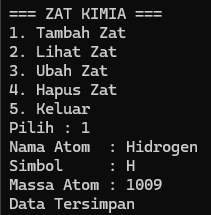 === ZAT KIMIA ===
1. Tambah Zat
2. Lihat Zat
3. Ubah Zat
4. Hapus Zat
5. Keluar
Pilih : 1
Nama Atom  : Hidrogen
Simbol     : H
Massa Atom : 1009
Data Tersimpan